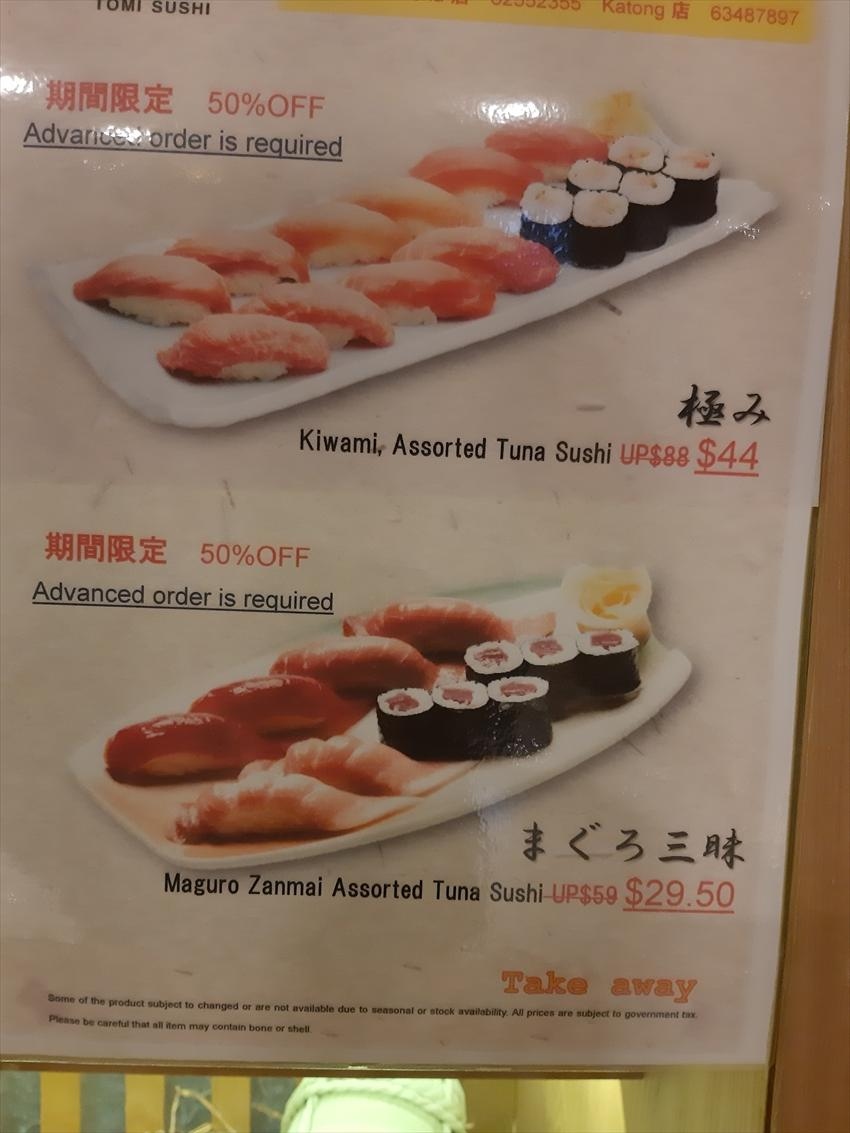 TOMI SUSHI
店 62552355 Katong 店 63487897
期間限定 50%OFF
Advanced order is required
極み
Kiwami, Assorted Tuna Sushi UP$88 $44
期間限定 50%OFF
Advanced order is required
まぐろ三昧
Maguro Zanmai Assorted Tuna Sushi UP$59 $29.50
Take away
Some of the product subject to changed or are not available due to seasonal or stock availability. All prices are subject to government tax.
Please be careful that all item may contain bone or shell.